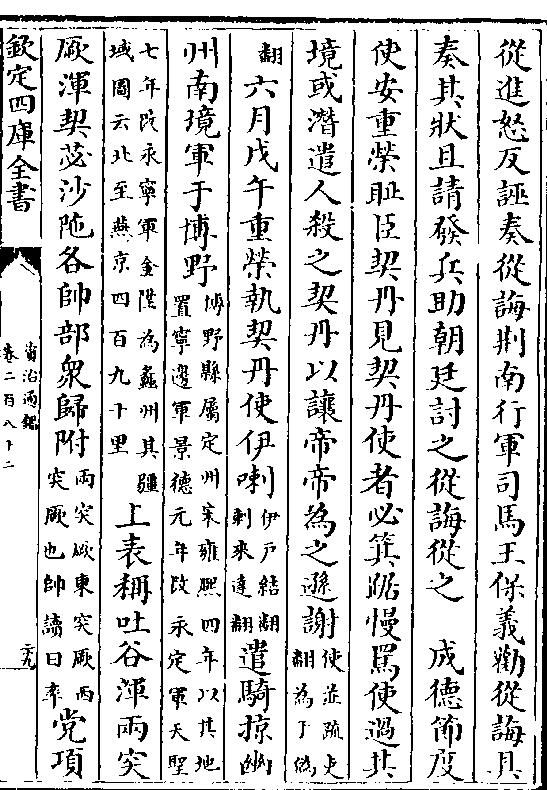 從進怒反誣奏從誨荆南行軍司馬王保義勸從誨具
奏其狀且請發兵助朝廷討之從誨從之　成德節度
使安重榮耻臣契丹見契丹使者必箕踞慢罵使過其
境或潛遣人殺之契丹以讓帝帝為之遜謝使並疏吏
翻為于偽
翻六月戊午重榮執契丹使伊喇伊戸結翻
剌來達翻遣騎掠幽
州南境軍于博野博野縣屬定州宋雍熙四年以其地
置寧邊軍景德元年改永定軍天聖
七年改永寧軍金陞為蠡州其疆
域圖云北至燕京四百九十里上表稱吐谷渾兩突
厥渾契苾沙陁各帥部衆歸附兩突厥東突厥西
突厥也帥讀曰率党項
欽定四庫全書
資治通鑑
卷二百八十二